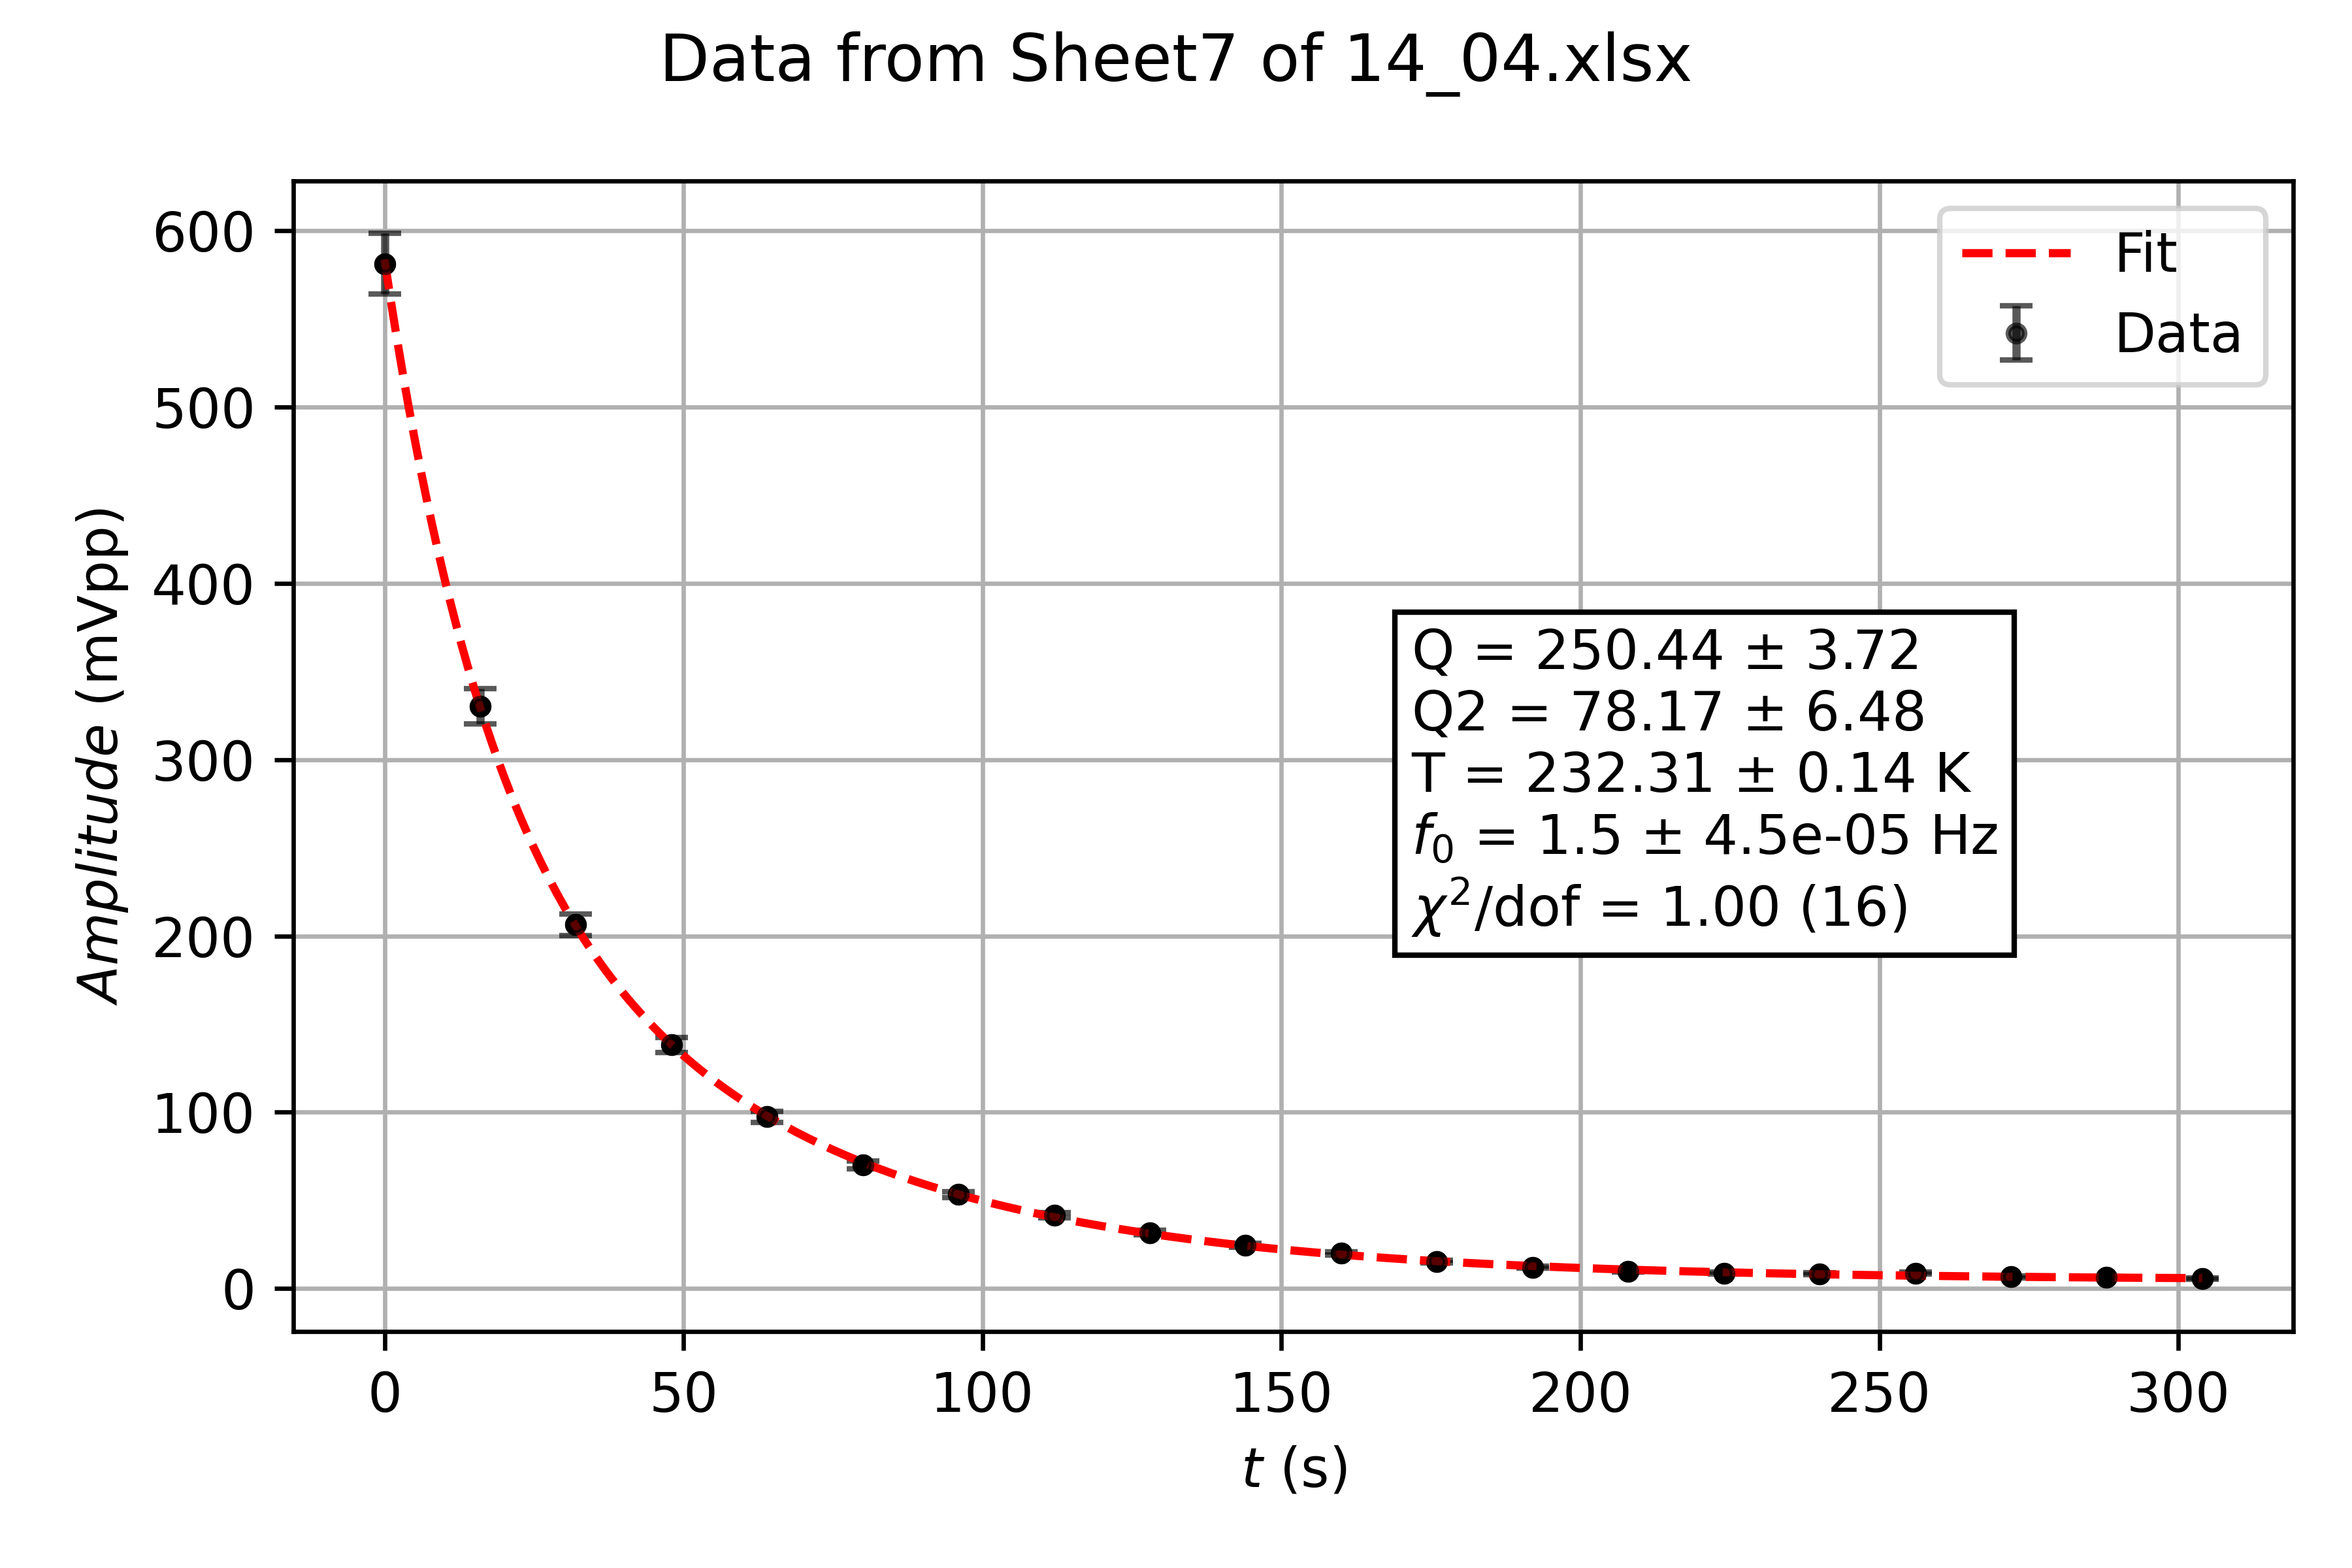 Data from Sheet7 of 14_04.xlsx
600
500
400
300
200
100
0
Amplitude (mVpp)
Fit
Data
Q = 250.44 ± 3.72
Q2 = 78.17 ± 6.48
T = 232.31 ± 0.14 K
f₀ = 1.5 ± 4.5e-05 Hz
χ²/dof = 1.00 (16)
0 50 100 150 200 250 300
t (s)